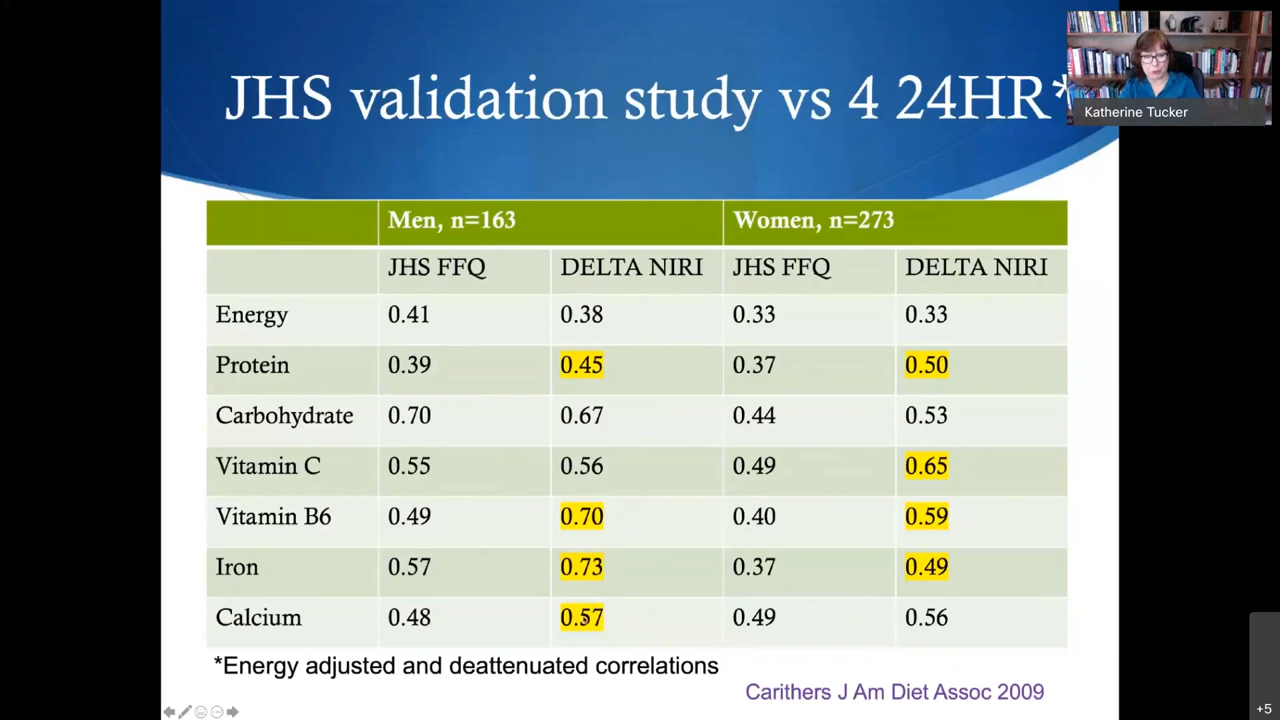 JHS validation study vs 4 24HR*
Katherine Tucker
Men, n=163 Women, n=273
JHS FFQ DELTA NIRI JHS FFQ DELTA NIRI
Energy 0.41 0.38 0.33 0.33
Protein 0.39 0.45 0.37 0.50
Carbohydrate 0.70 0.67 0.44 0.53
Vitamin C 0.55 0.56 0.49 0.65
Vitamin B6 0.49 0.70 0.40 0.59
Iron 0.57 0.73 0.37 0.49
Calcium 0.48 0.57 0.49 0.56
*Energy adjusted and deattenuated correlations
Carithers J Am Diet Assoc 2009
+5